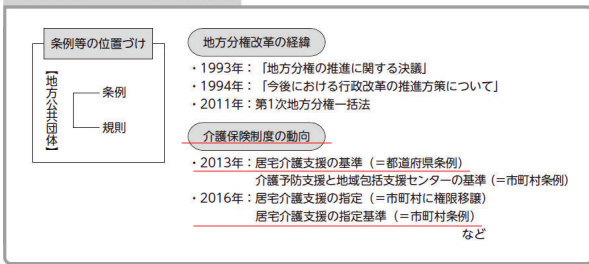 条例等の位置づけ
【地方公共団体】
条例
規則
地方分権改革の経緯
・1993年：「地方分権の推進に関する決議」
・1994年：「今後における行政改革の推進方策について」
・2011年：第1次地方分権一括法
介護保険制度の動向
・2013年：居宅介護支援の基準（＝都道府県条例）
介護予防支援と地域包括支援センターの基準（＝市町村条例）
・2016年：居宅介護支援の指定（＝市町村に権限移譲）
居宅介護支援の指定基準（＝市町村条例）
など